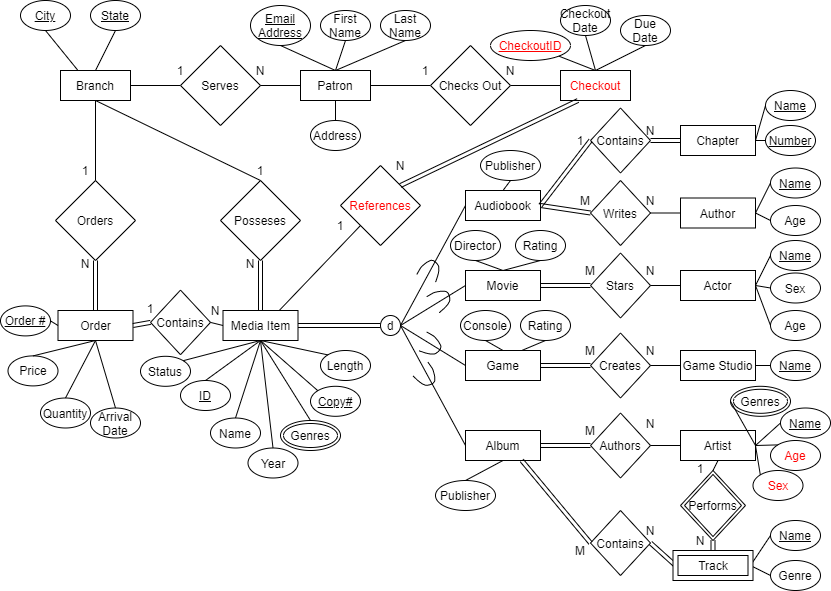 City
State
Email
Address
First
Name
Last
Name
Checkout
Date
Due
Date
CheckoutID
Branch
1
Serves
N
Patron
1
Checks Out
N
Checkout
Address
Name
Number
1
Contains
N
Chapter
Publisher
N
1
1
Orders
Posseses
References
1
Audiobook
M
Writes
N
Author
Name
Age
Director
Rating
N
N
Movie
M
Stars
N
Actor
Name
Sex
Age
Order #
Order
1
Contains
N
Media Item
d
Console
Rating
Game
M
Creates
N
Game Studio
Name
Price
Quantity
Arrival
Date
Status
ID
Name
Year
Genres
Copy#
Length
Genres
Album
M
Authors
N
Artist
Name
Age
Sex
Publisher
1
Performs
N
M
Contains
N
Track
Name
Genre